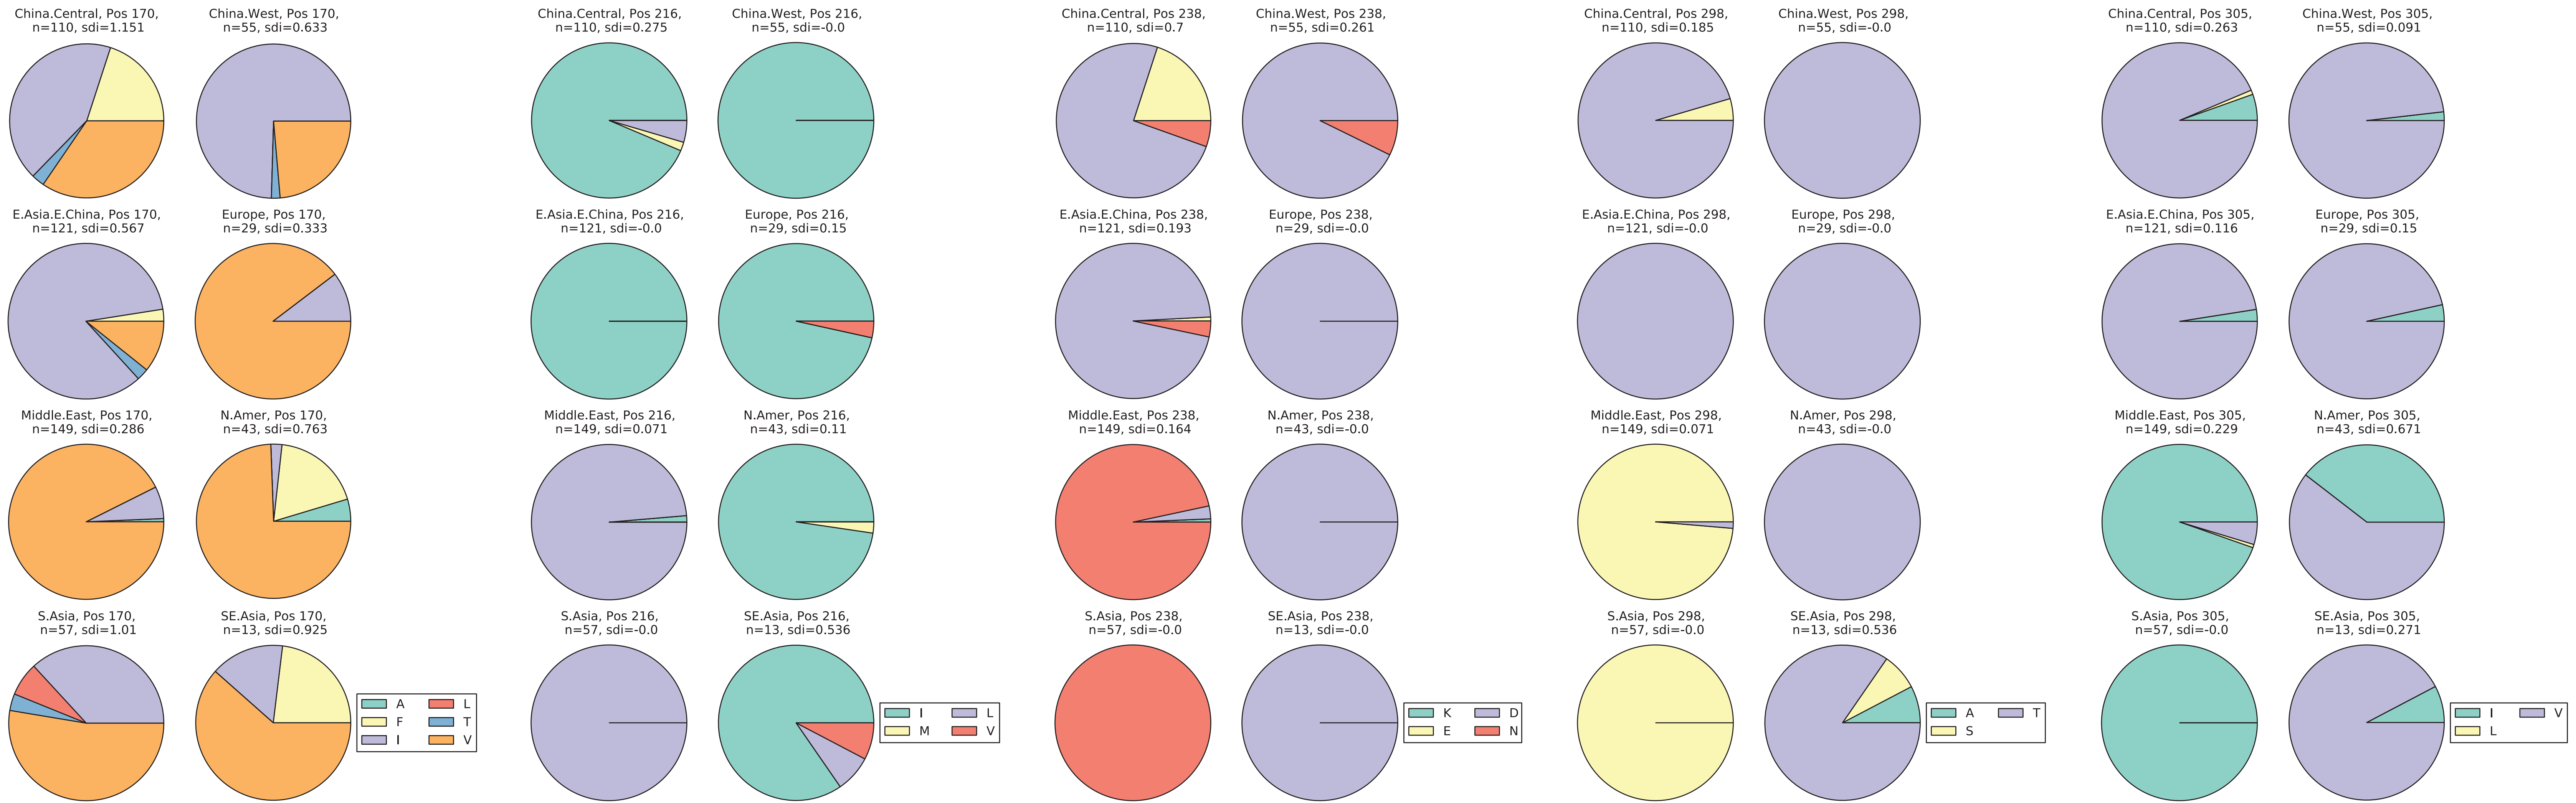 China.Central, Pos 170,
n=110, sdi=1.151
China.West, Pos 170,
n=55, sdi=0.633
E.Asia.E.China, Pos 170,
n=121, sdi=0.567
Europe, Pos 170,
n=29, sdi=0.333
Middle.East, Pos 170,
n=149, sdi=0.286
N.Amer, Pos 170,
n=43, sdi=0.763
S.Asia, Pos 170,
n=57, sdi=1.01
SE.Asia, Pos 170,
n=13, sdi=0.925
A L
F T
I V
China.Central, Pos 216,
n=110, sdi=0.275
China.West, Pos 216,
n=55, sdi=-0.0
E.Asia.E.China, Pos 216,
n=121, sdi=-0.0
Europe, Pos 216,
n=29, sdi=0.15
Middle.East, Pos 216,
n=149, sdi=0.071
N.Amer, Pos 216,
n=43, sdi=0.11
S.Asia, Pos 216,
n=57, sdi=-0.0
SE.Asia, Pos 216,
n=13, sdi=0.536
I L
M V
China.Central, Pos 238,
n=110, sdi=0.7
China.West, Pos 238,
n=55, sdi=0.261
E.Asia.E.China, Pos 238,
n=121, sdi=0.193
Europe, Pos 238,
n=29, sdi=-0.0
Middle.East, Pos 238,
n=149, sdi=0.164
N.Amer, Pos 238,
n=43, sdi=-0.0
S.Asia, Pos 238,
n=57, sdi=-0.0
SE.Asia, Pos 238,
n=13, sdi=-0.0
K D
E N
China.Central, Pos 298,
n=110, sdi=0.185
China.West, Pos 298,
n=55, sdi=-0.0
E.Asia.E.China, Pos 298,
n=121, sdi=-0.0
Europe, Pos 298,
n=29, sdi=-0.0
Middle.East, Pos 298,
n=149, sdi=0.071
N.Amer, Pos 298,
n=43, sdi=-0.0
S.Asia, Pos 298,
n=57, sdi=-0.0
SE.Asia, Pos 298,
n=13, sdi=0.536
A T
S
China.Central, Pos 305,
n=110, sdi=0.263
China.West, Pos 305,
n=55, sdi=0.091
E.Asia.E.China, Pos 305,
n=121, sdi=0.116
Europe, Pos 305,
n=29, sdi=0.15
Middle.East, Pos 305,
n=149, sdi=0.229
N.Amer, Pos 305,
n=43, sdi=0.671
S.Asia, Pos 305,
n=57, sdi=-0.0
SE.Asia, Pos 305,
n=13, sdi=0.271
I V
L